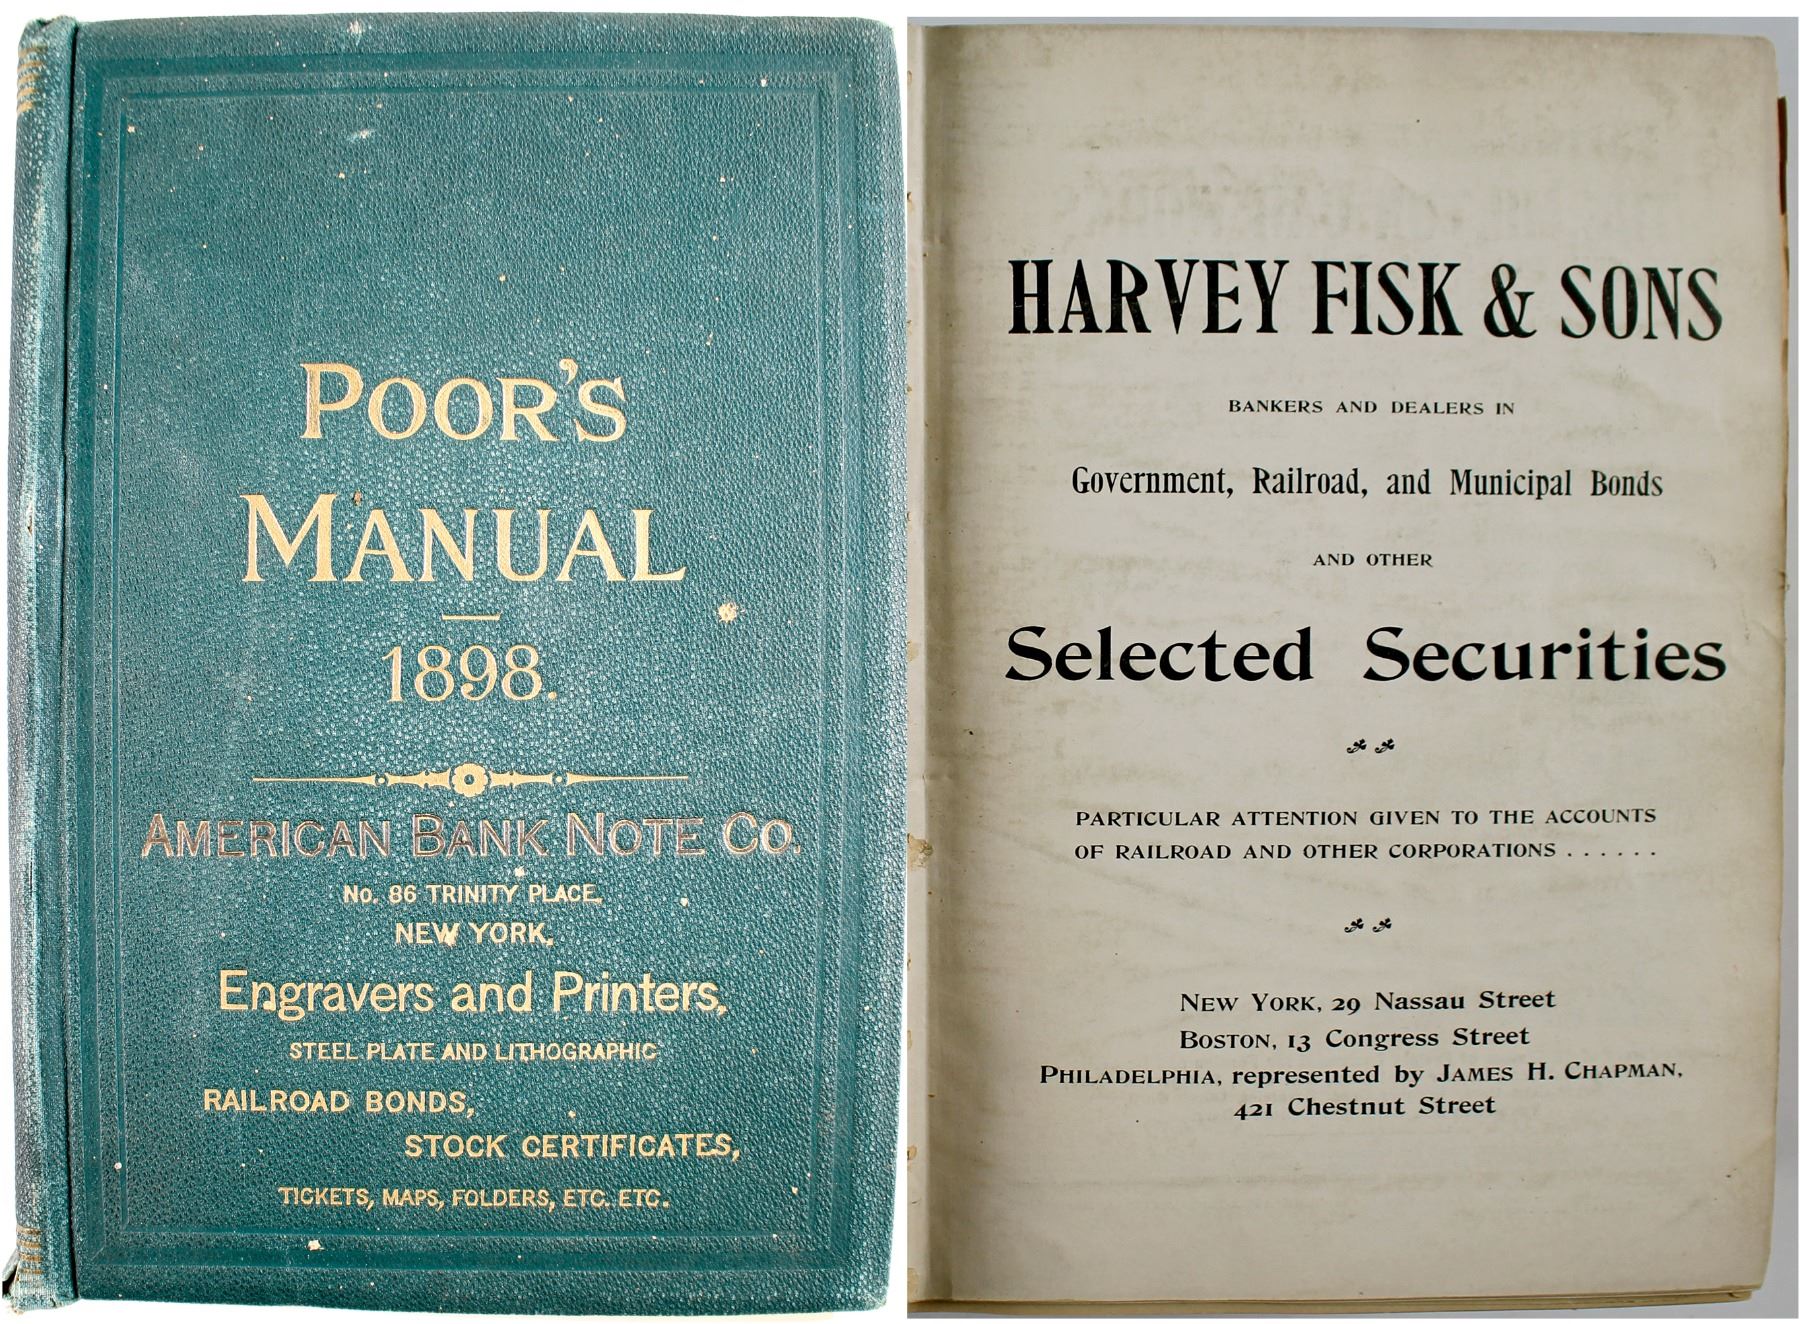 POOR'S
MANUAL
1898.
AMERICAN BANK NOTE CO.
No. 86 TRINITY PLACE,
NEW YORK,
Engravers and Printers,
STEEL PLATE AND LITHOGRAPHIC
RAILROAD BONDS,
STOCK CERTIFICATES,
TICKETS, MAPS, FOLDERS, ETC. ETC.
HARVEY FISK & SONS
BANKERS AND DEALERS IN
Government, Railroad, and Municipal Bonds
AND OTHER
Selected Securities
PARTICULAR ATTENTION GIVEN TO THE ACCOUNTS
OF RAILROAD AND OTHER CORPORATIONS . . . . . .
NEW YORK, 29 Nassau Street
BOSTON, 13 Congress Street
PHILADELPHIA, represented by JAMES H. CHAPMAN,
421 Chestnut Street